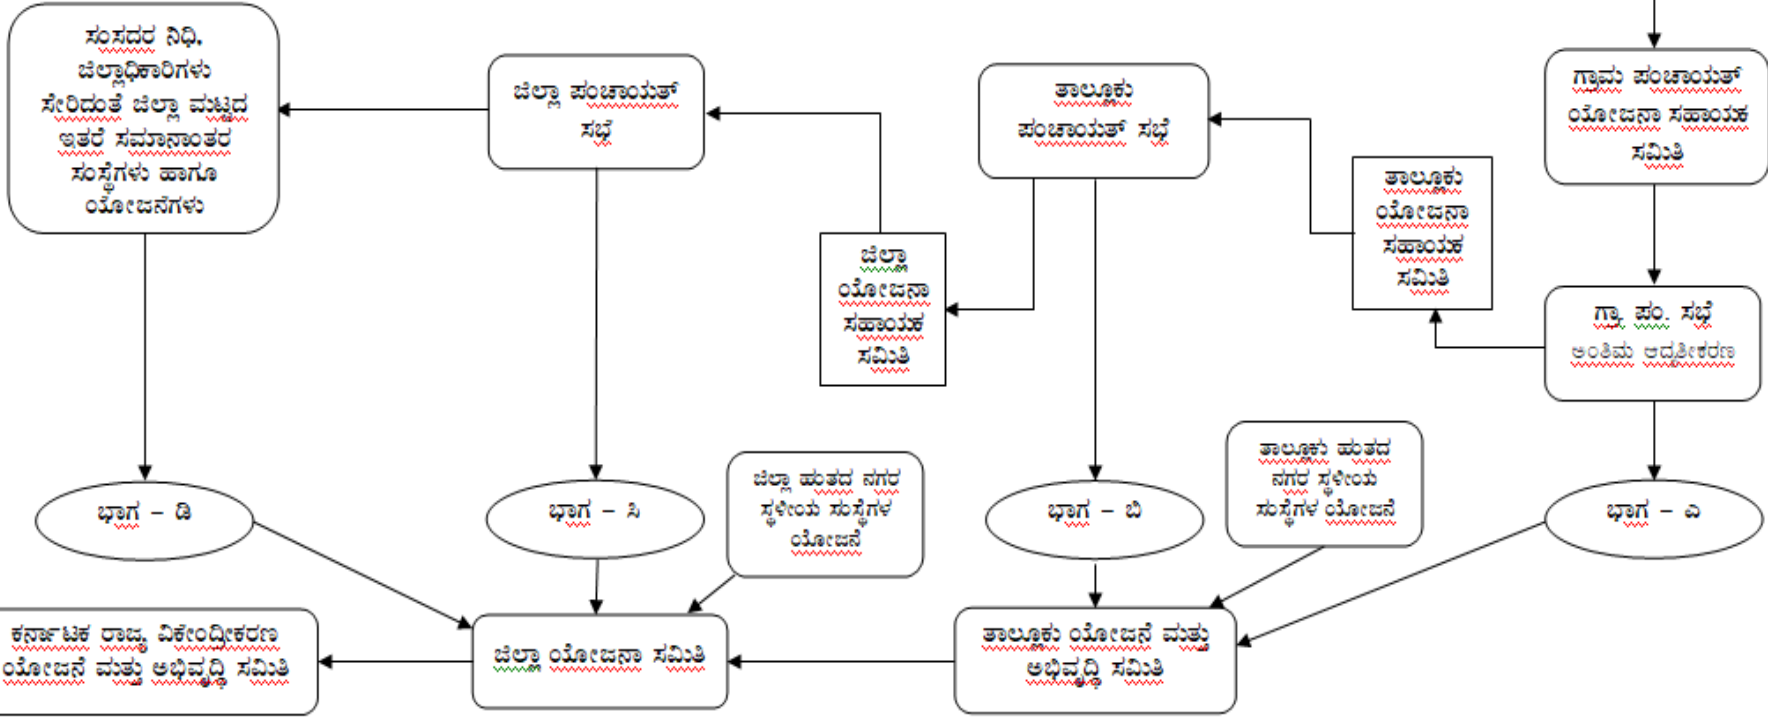 ಸಂಸದರ ನಿಧಿ,
ಜಿಲ್ಲಾಧಿಕಾರಿಗಳು
ಸೇರಿದಂತೆ ಜಿಲ್ಲಾ ಮಟ್ಟದ
ಇತರೆ ಸಮಾನಾಂತರ
ಸಂಸ್ಥೆಗಳು ಹಾಗೂ
ಯೋಜನೆಗಳು
ಜಿಲ್ಲಾ ಪಂಚಾಯತ್
ಸಭೆ
ತಾಲ್ಲೂಕು
ಪಂಚಾಯತ್ ಸಭೆ
ಗ್ರಾಮ ಪಂಚಾಯತ್
ಯೋಜನಾ ಸಹಾಯಕ
ಸಮಿತಿ
ತಾಲ್ಲೂಕು
ಯೋಜನಾ
ಸಹಾಯಕ
ಸಮಿತಿ
ಜಿಲ್ಲಾ
ಯೋಜನಾ
ಸಹಾಯಕ
ಸಮಿತಿ
ಗ್ರಾ. ಪಂ. ಸಭೆ
ಅಂತಿಮ ಆದ್ಯತೀಕರಣ
ತಾಲ್ಲೂಕು ಹಂತದ
ನಗರ ಸ್ಥಳೀಯ
ಸಂಸ್ಥೆಗಳ ಯೋಜನೆ
ಜಿಲ್ಲಾ ಹಂತದ ನಗರ
ಸ್ಥಳೀಯ ಸಂಸ್ಥೆಗಳ
ಯೋಜನೆ
ಭಾಗ – ಡಿ
ಭಾಗ – ಸಿ
ಭಾಗ – ಬಿ
ಭಾಗ – ಎ
ಕರ್ನಾಟಕ ರಾಜ್ಯ ವಿಕೇಂದ್ರೀಕರಣ
ಯೋಜನೆ ಮತ್ತು ಅಭಿವೃದ್ಧಿ ಸಮಿತಿ
ಜಿಲ್ಲಾ ಯೋಜನಾ ಸಮಿತಿ
ತಾಲ್ಲೂಕು ಯೋಜನೆ ಮತ್ತು
ಅಭಿವೃದ್ಧಿ ಸಮಿತಿ